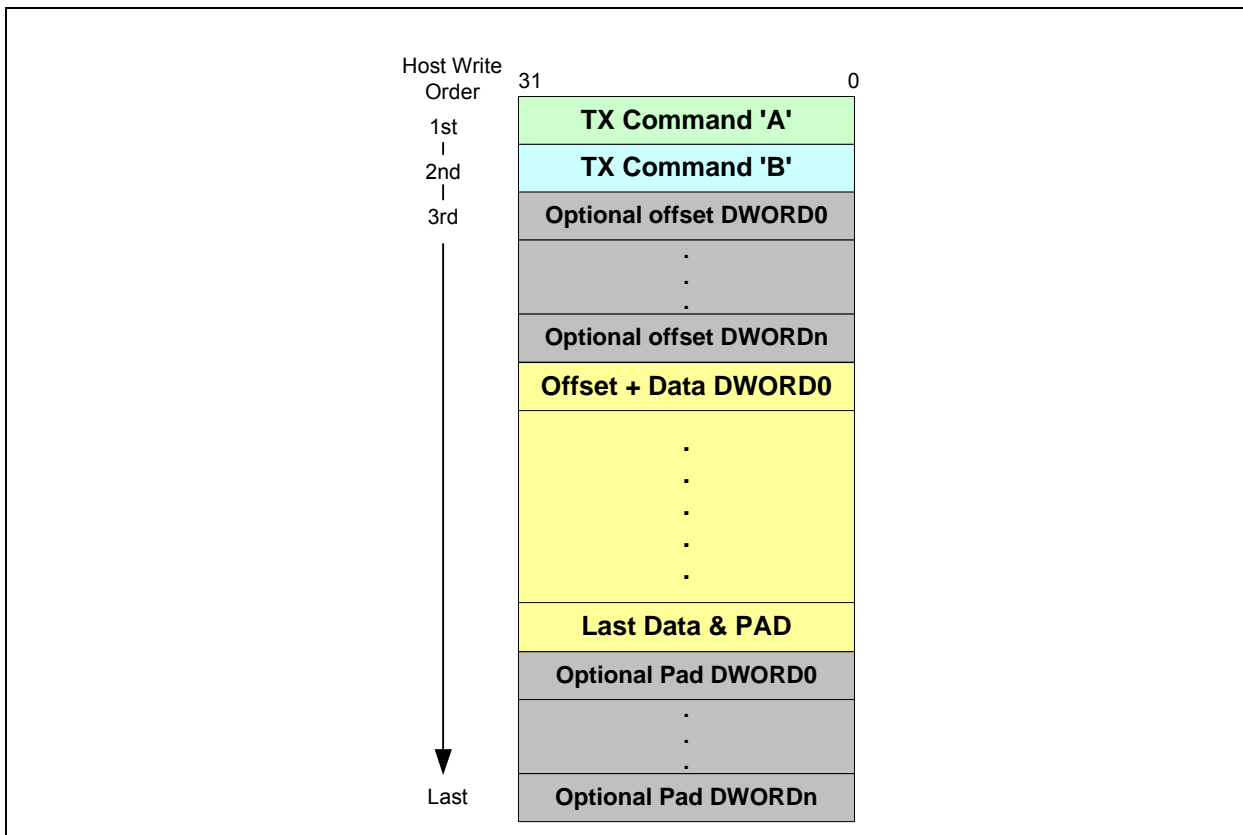 Host Write
Order
31
0
1st
TX Command 'A'
2nd
TX Command 'B'
3rd
Optional offset DWORD0
.
.
.
Optional offset DWORDn
Offset + Data DWORD0
.
.
.
.
.
Last Data & PAD
Optional Pad DWORD0
.
.
.
Last
Optional Pad DWORDn